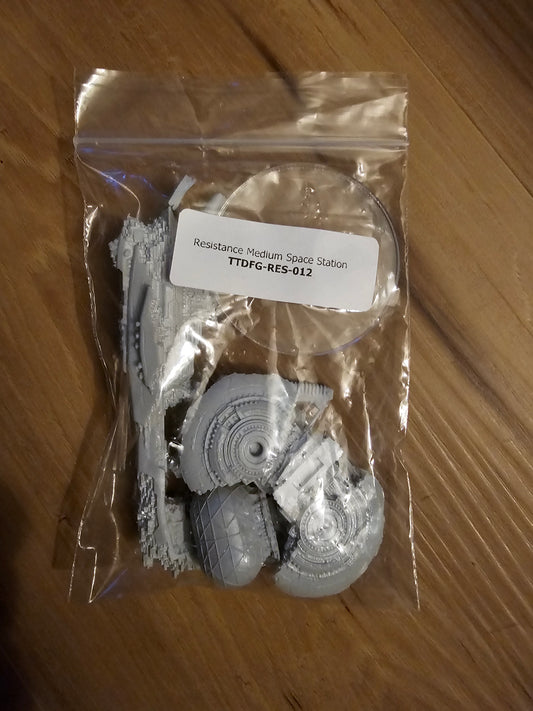 Resistance Medium Space Station
TTDFG-RES-012